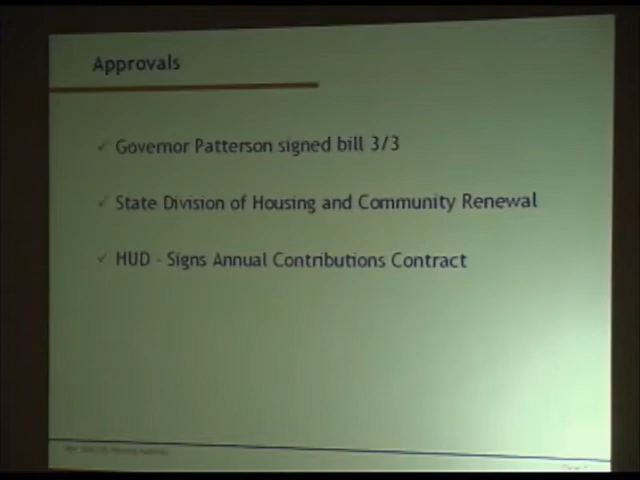 Approvals
✓ Governor Patterson signed bill 3/3
✓ State Division of Housing and Community Renewal
✓ HUD - Signs Annual Contributions Contract